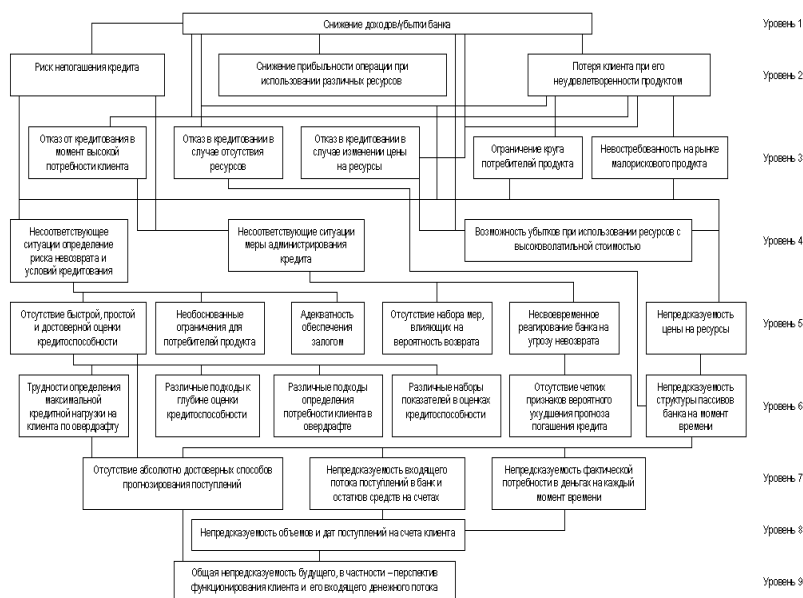 Снижение доходов/убытки банка
Уровень 1
Риск непогашения кредита
Снижение прибыльности операции при
использовании различных ресурсов
Потеря клиента при его
неудовлетворенности продуктом
Уровень 2
Отказ от кредитования в
момент высокой
потребности клиента
Отказ в кредитовании в
случае отсутствия
ресурсов
Отказ в кредитовании в
случае изменении цены
на ресурсы
Ограничение круга
потребителей продукта
Невостребованность на рынке
малорискового продукта
Уровень 3
Несоответствующее
ситуации определение
риска невозврата и
условий кредитования
Несоответствующие ситуации
меры администрирования
кредита
Возможность убытков при использовании ресурсов с
высоковолатильной стоимостью
Уровень 4
Отсутствие быстрой, простой
и достоверной оценки
кредитоспособности
Необоснованные
ограничения для
потребителей продукта
Адекватность
обеспечения
залогом
Отсутствие набора мер,
влияющих на
вероятность возврата
Несвоевременное
реагирование банка на
угрозу невозврата
Непредсказуемость
цены на ресурсы
Уровень 5
Трудности определения
максимальной
кредитной нагрузки на
клиента по овердрафту
Различные подходы к
глубине оценки
кредитоспособности
Различные подходы
определения
потребности клиента в
овердрафте
Различные наборы
показателей в оценках
кредитоспособности
Отсутствие четких
признаков вероятного
ухудшения прогноза
погашения кредита
Непредсказуемость
структуры пассивов
банка на момент
времени
Уровень 6
Отсутствие абсолютно достоверных способов
прогнозирования поступлений
Непредсказуемость входящего
потока поступлений в банк и
остатков средств на счетах
Непредсказуемость фактической
потребности в деньгах на каждый
момент времени
Уровень 7
Непредсказуемость объемов и дат поступлений на счета клиента
Уровень 8
Общая непредсказуемость будущего, в частности – перспектив
функционирования клиента и его входящего денежного потока
Уровень 9